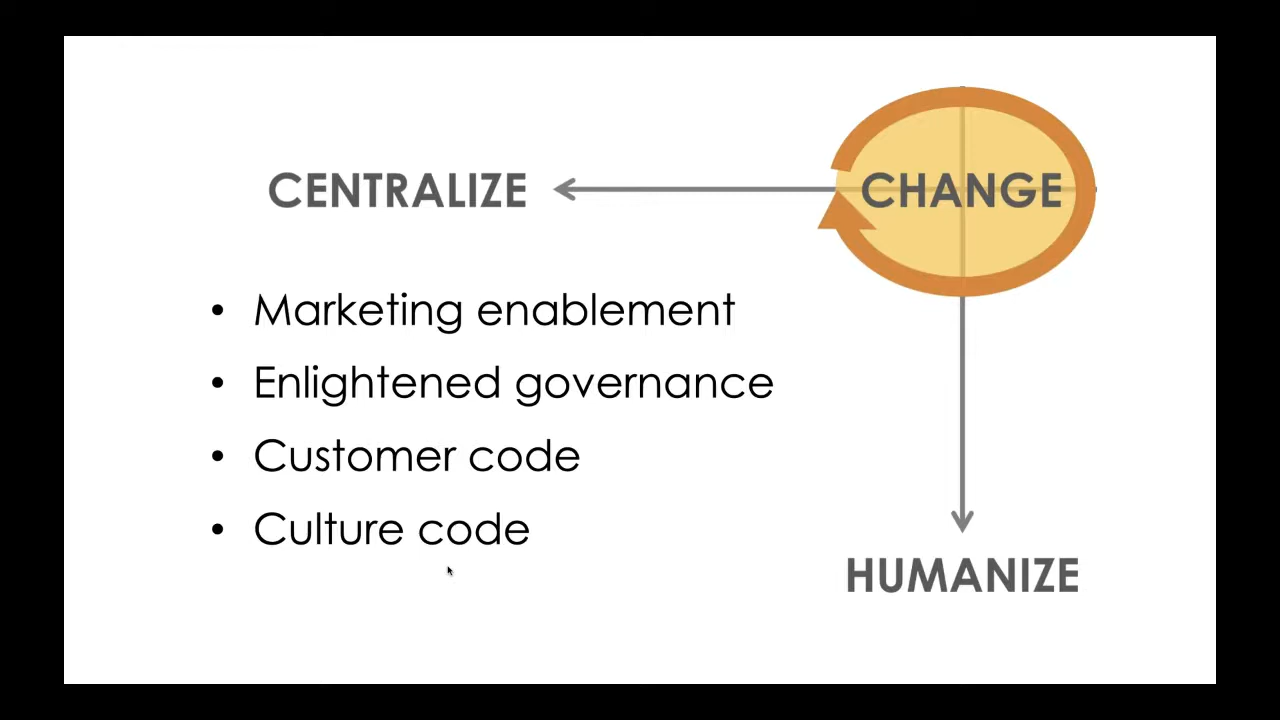 CENTRALIZE
CHANGE
• Marketing enablement
• Enlightened governance
• Customer code
• Culture code
HUMANIZE